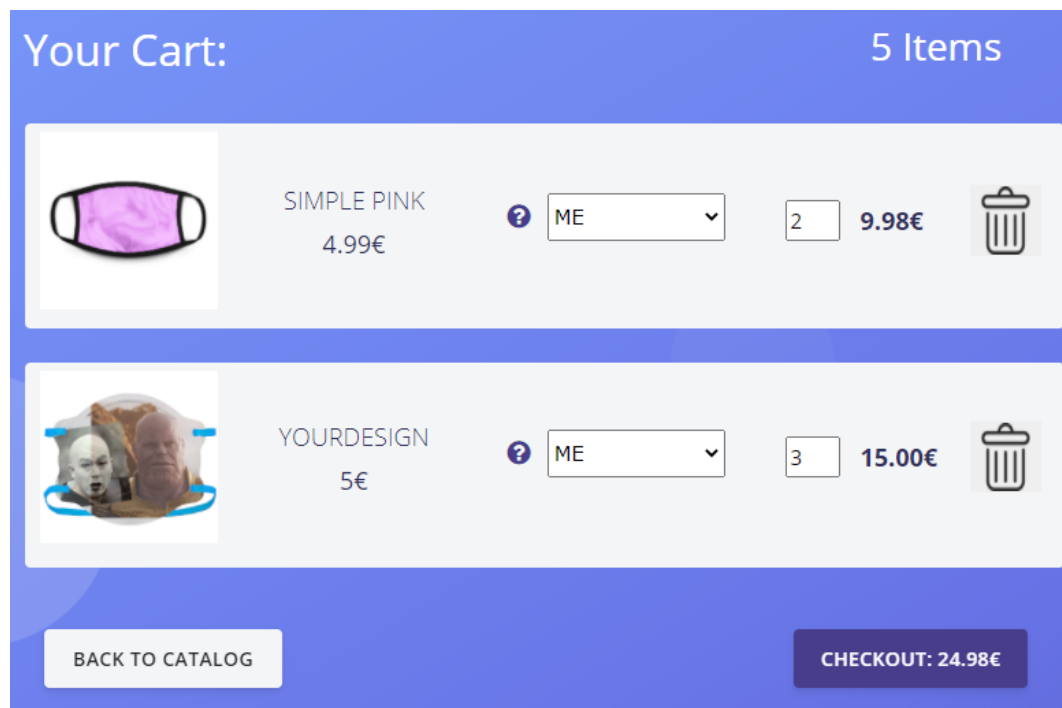 Your Cart: 5 Items
SIMPLE PINK
4.99€
? ME 2 9.98€
YOURDESIGN
5€
? ME 3 15.00€
BACK TO CATALOG CHECKOUT: 24.98€